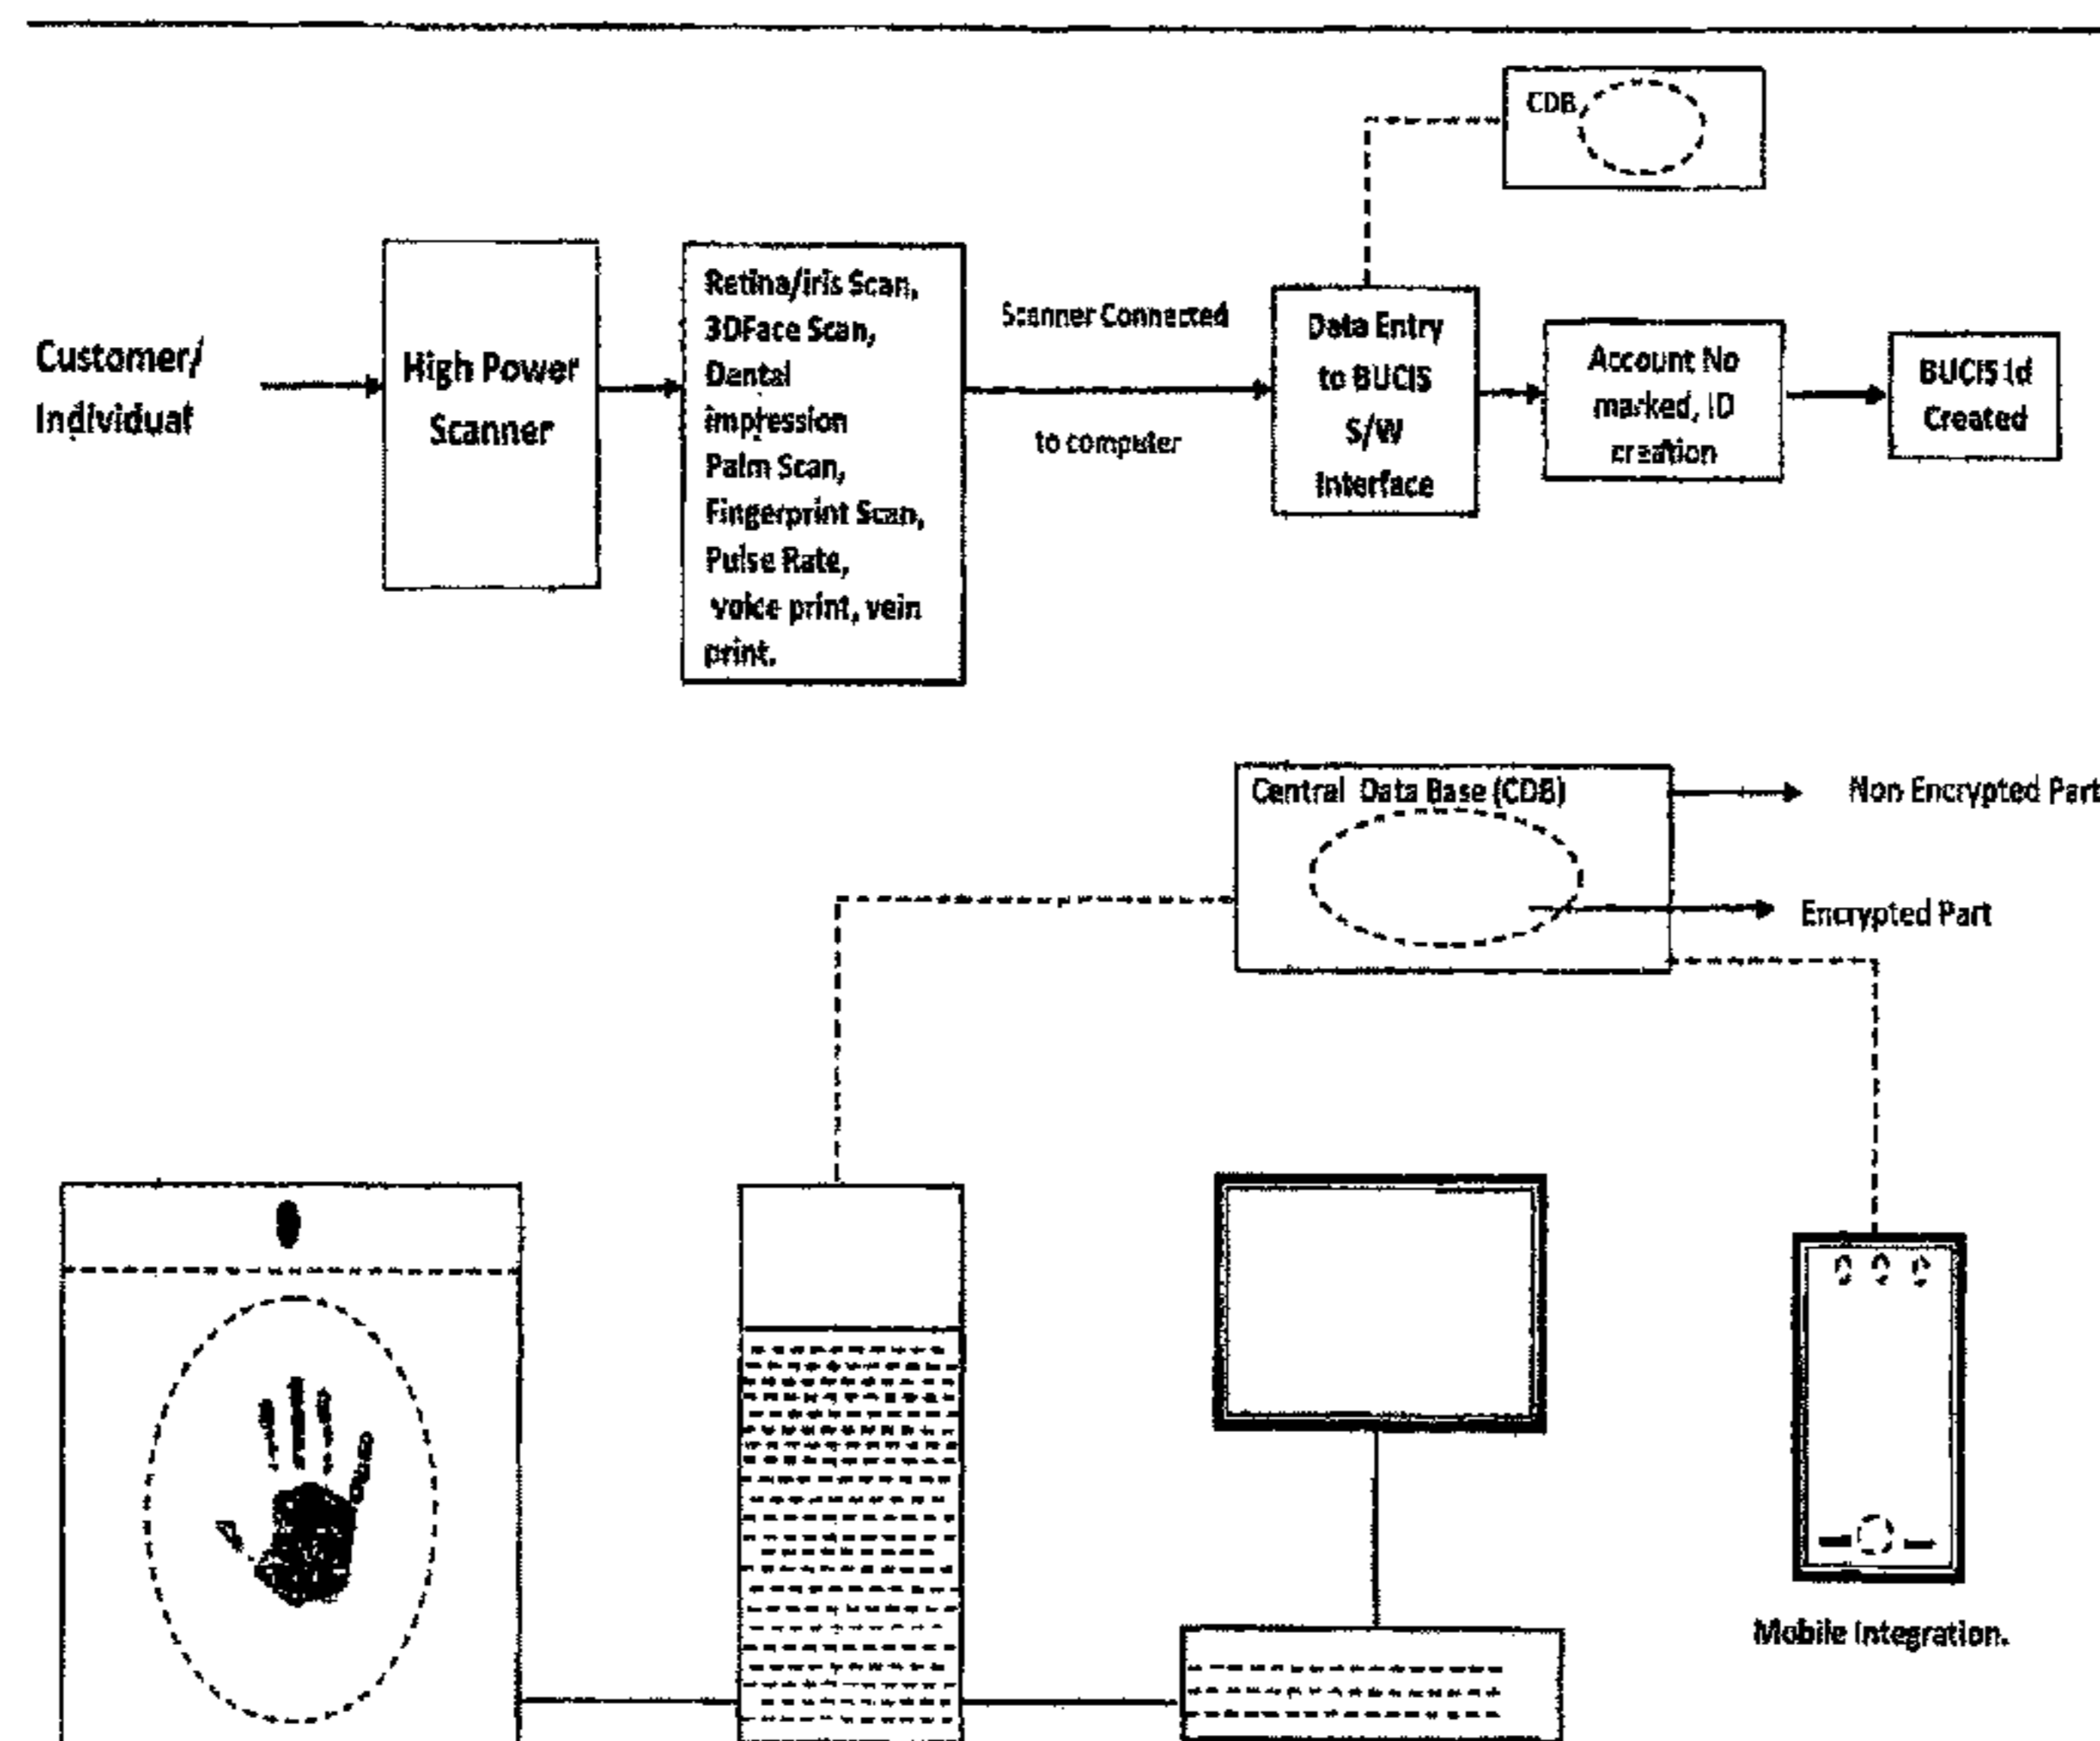 CDB
Customer/
Individual
High Power
Scanner
Retina/iris Scan,
3DFace Scan,
Dental
impression
Palm Scan,
Fingerprint Scan,
Pulse Rate,
voice print, vein
print.
Scanner Connected
to computer
Data Entry
to BUCIS
S/W
Interface
Account No
marked, ID
creation
BUCIS Id
Created
Central Data Base (CDB)
Non Encrypted Part
Encrypted Part
Mobile Integration.